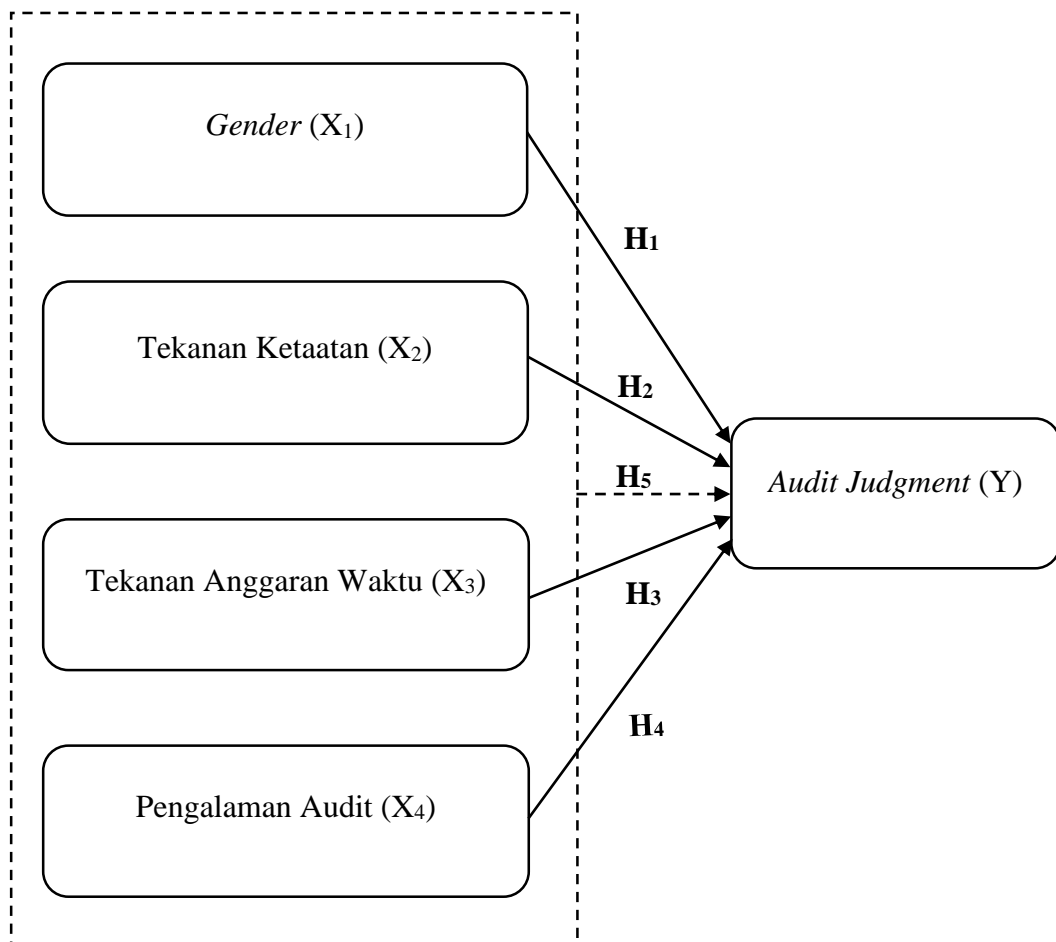 Gender (X1)
H1
Tekanan Ketaatan (X2)
H2
H5
Audit Judgment (Y)
Tekanan Anggaran Waktu (X3)
H3
H4
Pengalaman Audit (X4)